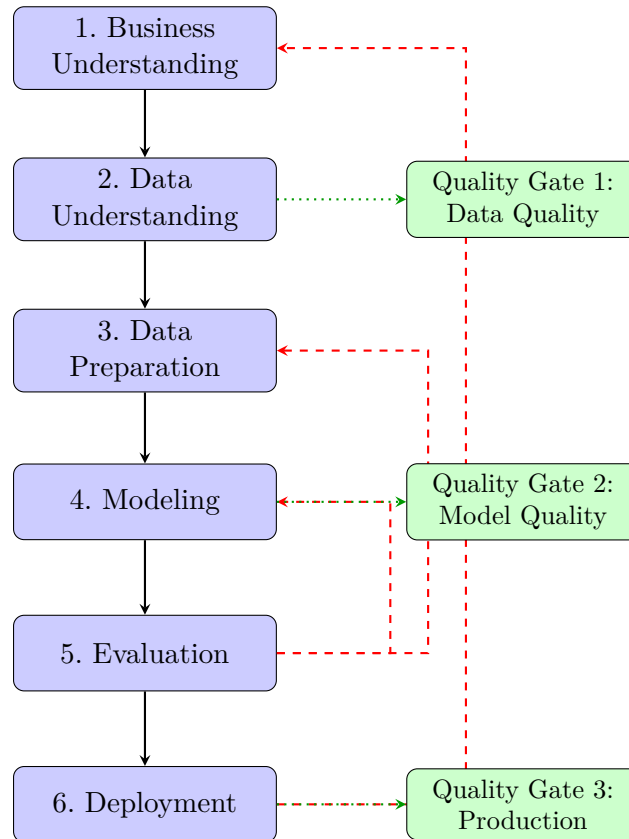 1. Business
Understanding
2. Data
Understanding
Quality Gate 1:
Data Quality
3. Data
Preparation
4. Modeling
Quality Gate 2:
Model Quality
5. Evaluation
6. Deployment
Quality Gate 3:
Production